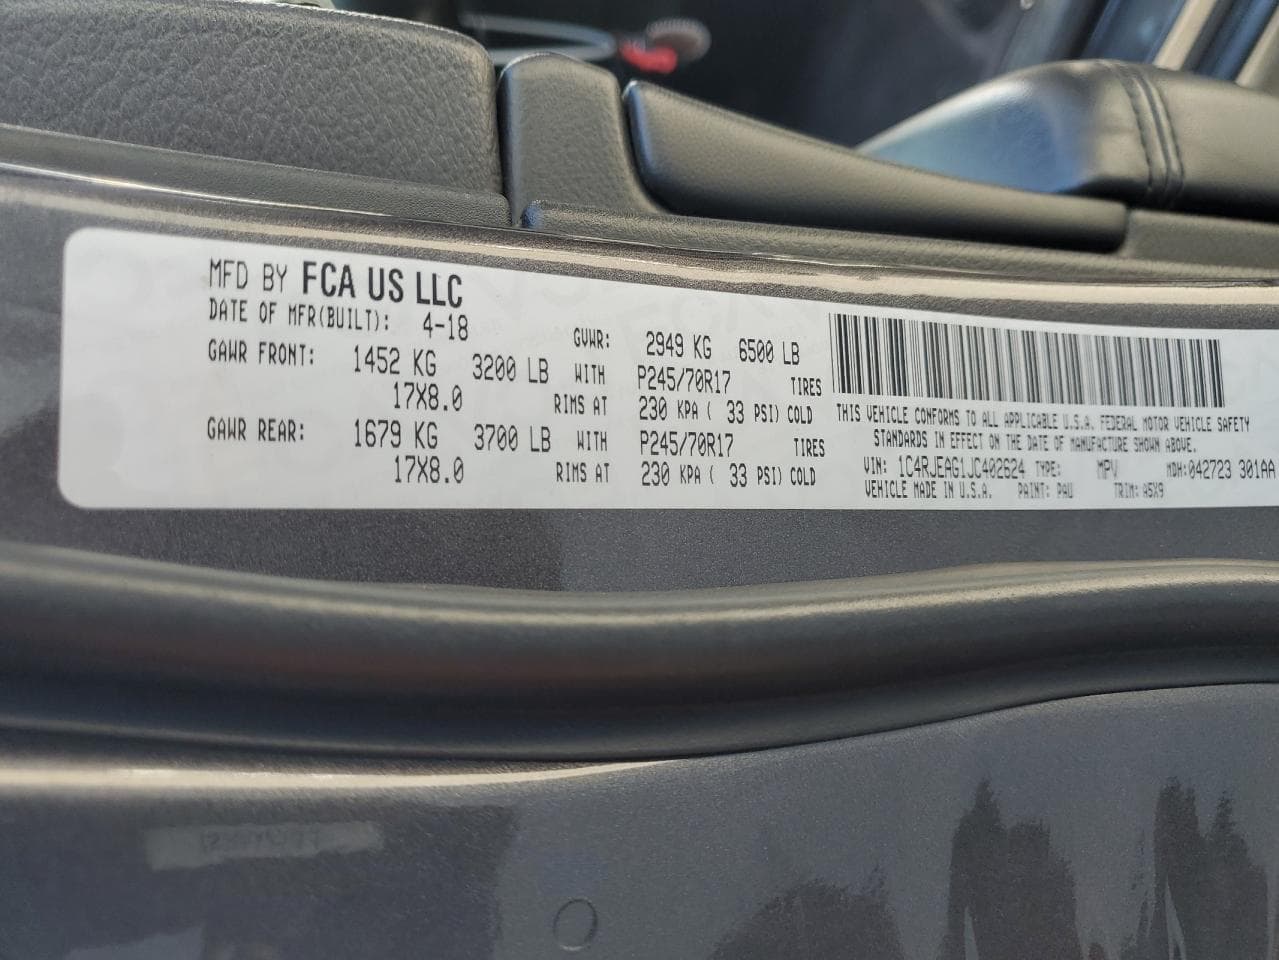 MFD BY FCA US LLC
DATE OF MFR(BUILT): 4-18 GVWR: 2949 KG 6500 LB
GAWR FRONT: 1452 KG 3200 LB WITH P245/70R17 TIRES
17X8.0 RIMS AT 230 KPA ( 33 PSI) COLD
GAWR REAR: 1679 KG 3700 LB WITH P245/70R17 TIRES
17X8.0 RIMS AT 230 KPA ( 33 PSI) COLD
THIS VEHICLE CONFORMS TO ALL APPLICABLE U.S.A. FEDERAL MOTOR VEHICLE SAFETY
STANDARDS IN EFFECT ON THE DATE OF MANUFACTURE SHOWN ABOVE.
VIN: 1C4RJEAG1JC402624 TYPE: MPV MDH:042723 301AA
VEHICLE MADE IN U.S.A. PAINT: PAU TRIM: A5X9